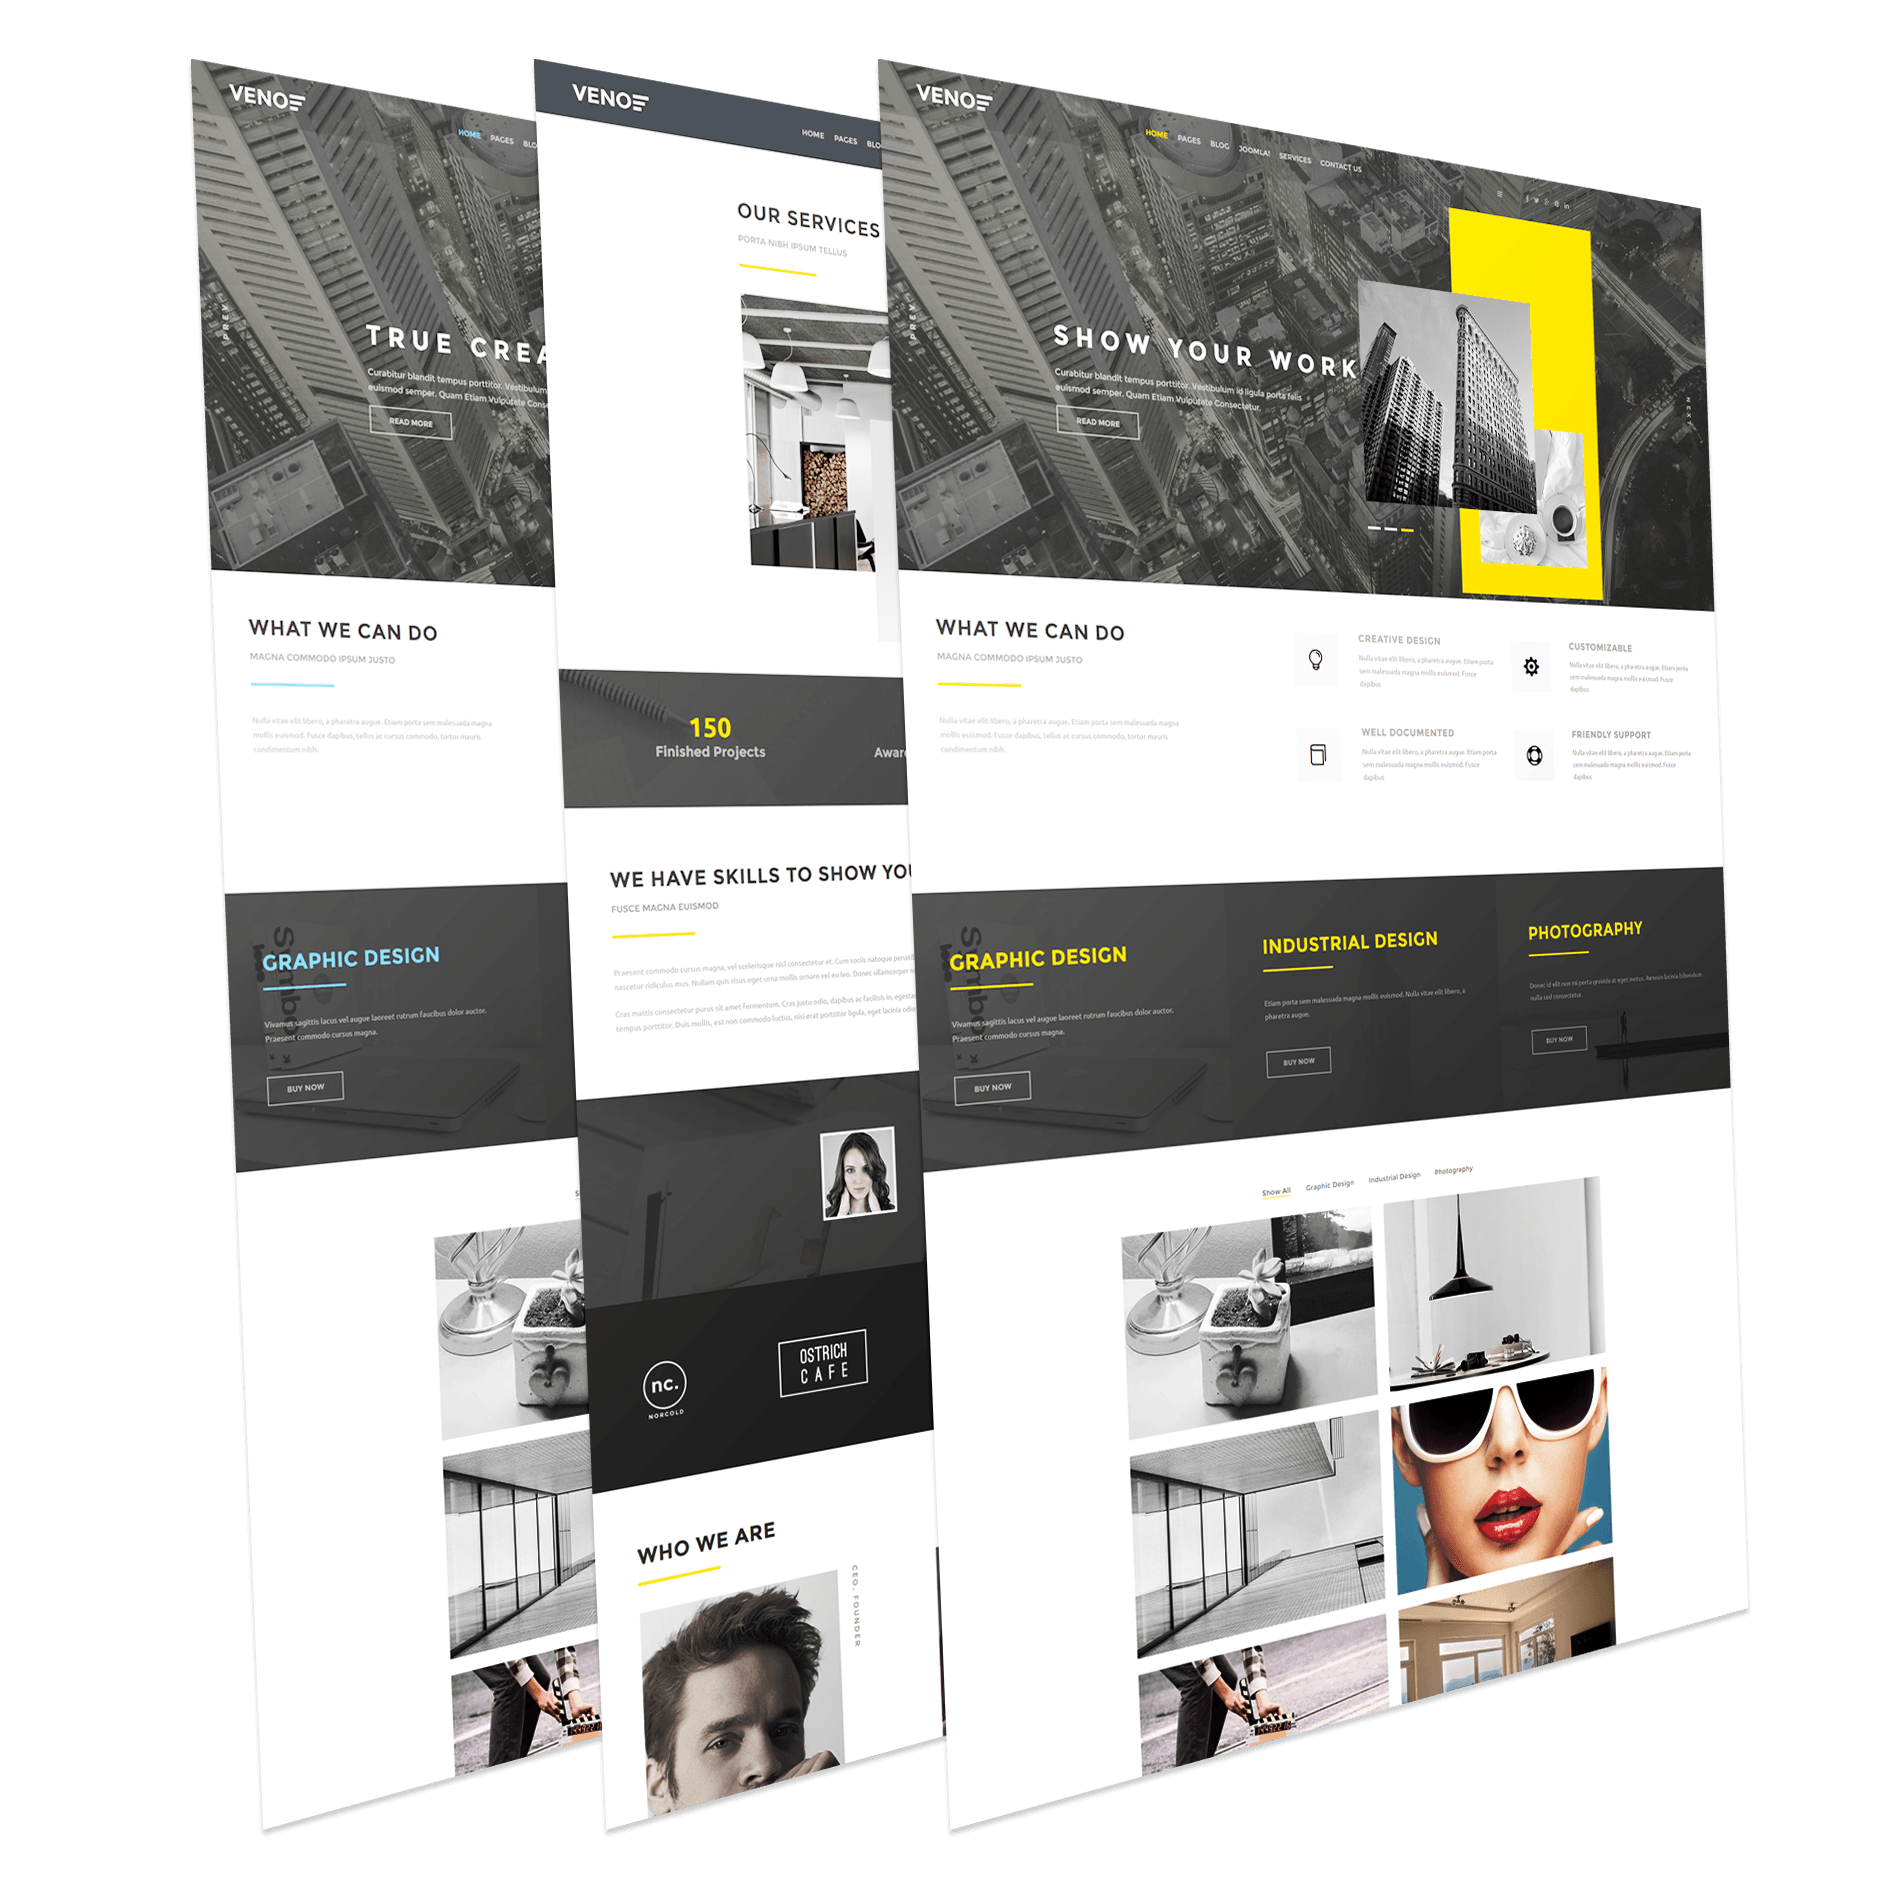 VENO
HOME PAGES BLO
PREV
TRUE CREA
Curabitur blandit tempus porttitor. Vestibulum
euismod semper. Quam Etiam Vulputate Conse
READ MORE
WHAT WE CAN DO
MAGNA COMMODO IPSUM JUSTO
Nulla vitae elit libero, a pharetra augue. Etiam porta sem malesuada magna
mollis euismod. Fusce dapibus, tellus ac cursus commodo, tortor mauris
condimentum nibh.
GRAPHIC DESIGN
Vivamus sagittis lacus vel augue laoreet rutrum faucibus dolor auctor.
Praesent commodo cursus magna.
BUY NOW
VENO
HOME PAGES BLO
OUR SERVICES
PORTA NIBH IPSUM TELLUS
150
Finished Projects
Awar
WE HAVE SKILLS TO SHOW YOU
FUSCE MAGNA EUISMOD
Praesent commodo cursus magna, vel scelerisque nisl consectetur et. Cum sociis natoque penati
nascetur ridiculus mus. Nullam quis risus eget urna mollis ornare vel eu leo. Donec ullamcorper n
Cras mattis consectetur purus sit amet fermentum. Cras justo odio, dapibus ac facilisis in, egesta
tempus porttitor. Duis mollis, est non commodo luctus, nisi erat porttitor ligula, eget lacinia odio
nc.
NORCOLD
OSTRICH
CAFE
WHO WE ARE
CEO, FOUNDER
VENO
HOME PAGES BLOG JOOMLA! SERVICES CONTACT US
PREV
SHOW YOUR WORK
Curabitur blandit tempus porttitor. Vestibulum id ligula porta felis
euismod semper. Quam Etiam Vulputate Consectetur.
READ MORE
NEXT
WHAT WE CAN DO
MAGNA COMMODO IPSUM JUSTO
Nulla vitae elit libero, a pharetra augue. Etiam porta sem malesuada magna
mollis euismod. Fusce dapibus, tellus ac cursus commodo, tortor mauris
condimentum nibh.
CREATIVE DESIGN
Nulla vitae elit libero, a pharetra augue. Etiam porta
sem malesuada magna mollis euismod. Fusce
dapibus
CUSTOMIZABLE
Nulla vitae elit libero, a pharetra augue. Etiam porta
sem malesuada magna mollis euismod. Fusce
dapibus
WELL DOCUMENTED
Nulla vitae elit libero, a pharetra augue. Etiam porta
sem malesuada magna mollis euismod. Fusce
dapibus
FRIENDLY SUPPORT
Nulla vitae elit libero, a pharetra augue. Etiam porta
sem malesuada magna mollis euismod. Fusce
dapibus
GRAPHIC DESIGN
Vivamus sagittis lacus vel augue laoreet rutrum faucibus dolor auctor.
Praesent commodo cursus magna.
BUY NOW
INDUSTRIAL DESIGN
Etiam porta sem malesuada magna mollis euismod. Nulla vitae elit libero, a
pharetra augue.
BUY NOW
PHOTOGRAPHY
Donec id elit non mi porta gravida at eget metus. Aenean lacinia bibendum
nulla sed consectetur.
BUY NOW
Show All Graphic Design Industrial Design Photography